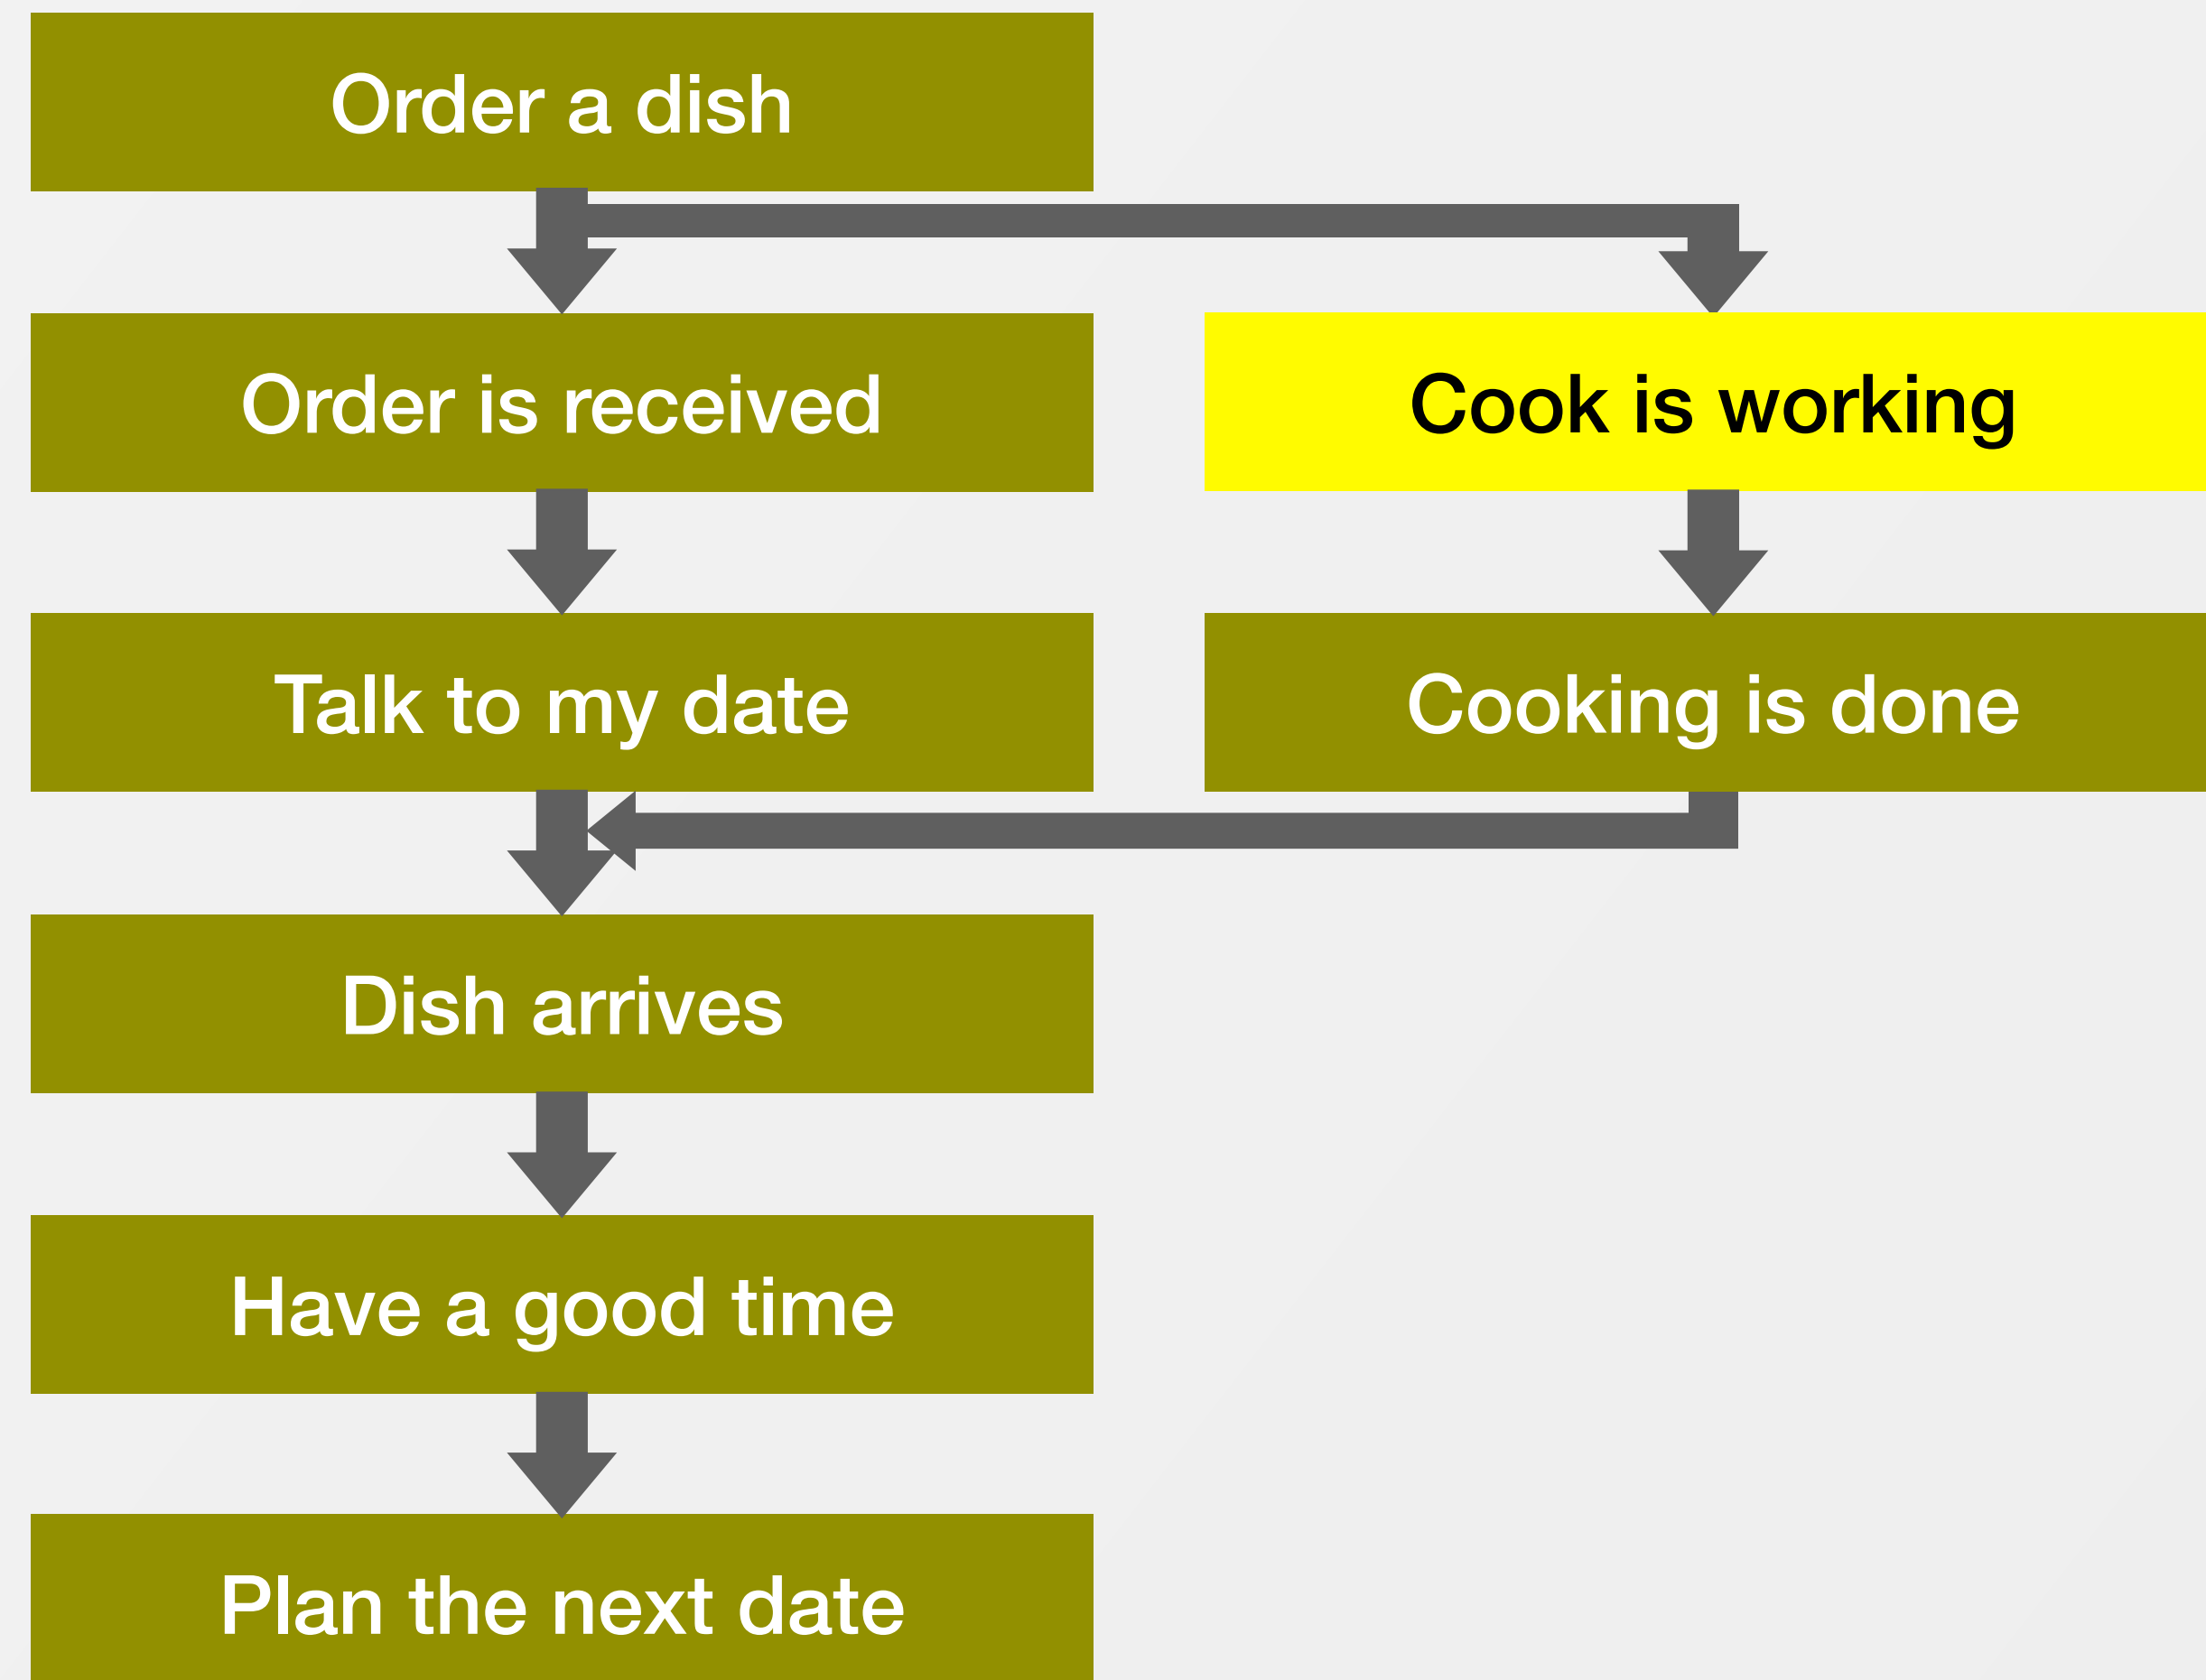 Order a dish
Order is received
Cook is working
Talk to my date
Cooking is done
Dish arrives
Have a good time
Plan the next date